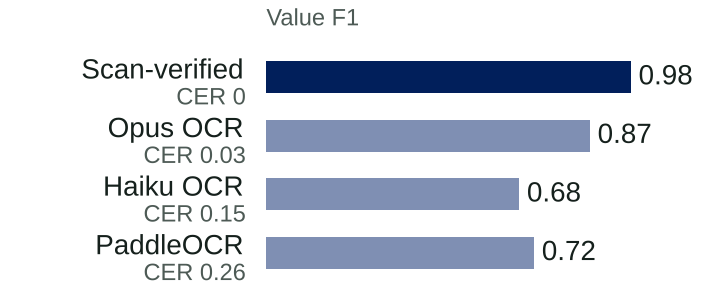 Value F1
Scan-verified
CER 0
0.98
Opus OCR
CER 0.03
0.87
Haiku OCR
CER 0.15
0.68
PaddleOCR
CER 0.26
0.72